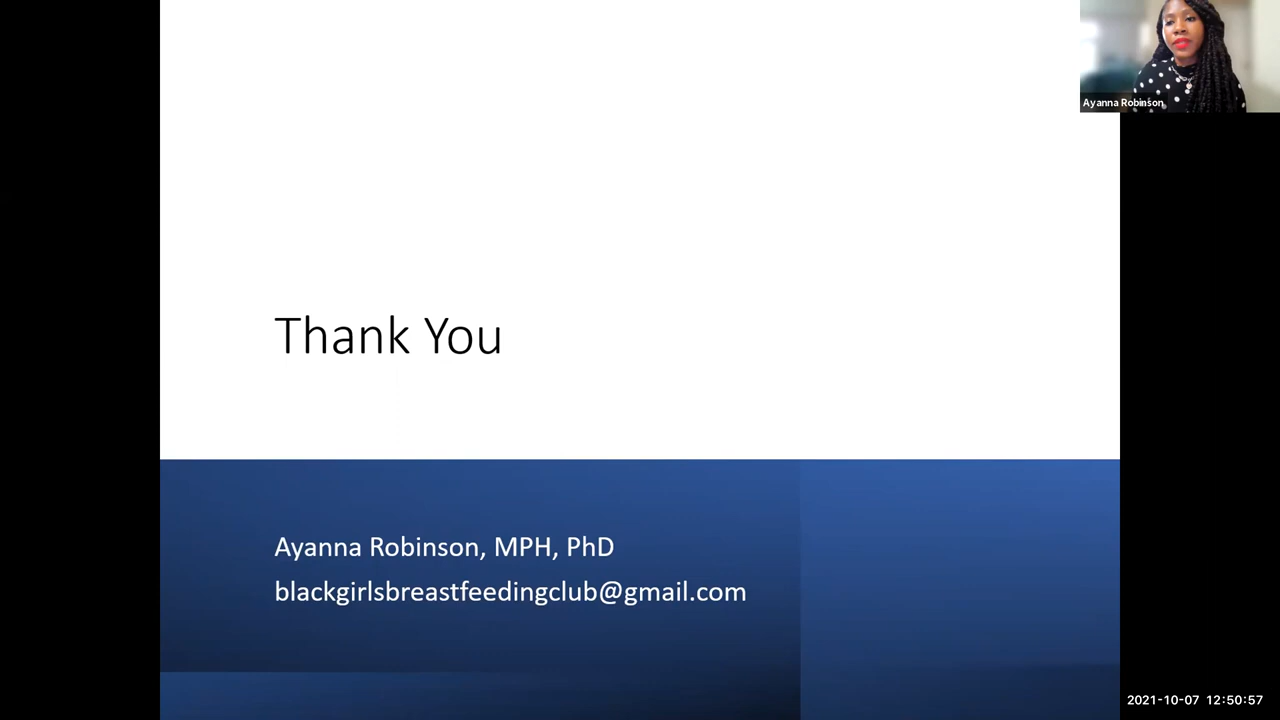 Ayanna Robinson
Thank You
Ayanna Robinson, MPH, PhD
blackgirlsbreastfeedingclub@gmail.com
2021-10-07 12:50:57